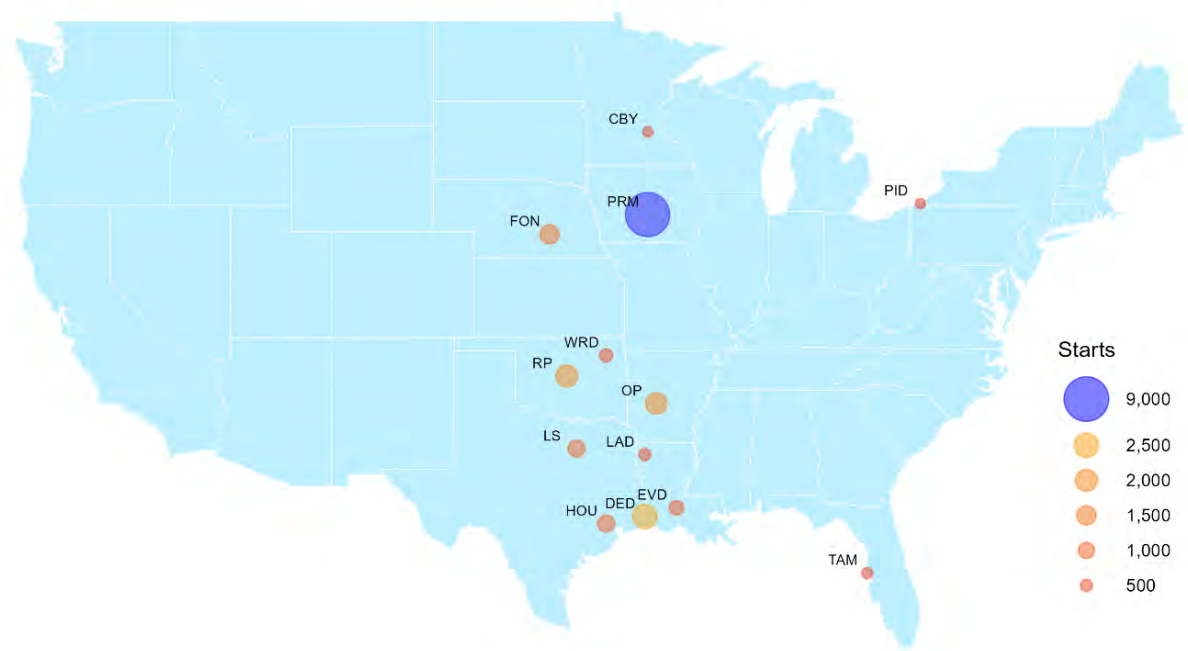 CBY
PRM
PID
FON
WRD
RP
OP
LS
LAD
EVD
DED
HOU
TAM
Starts
9,000
2,500
2,000
1,500
1,000
500